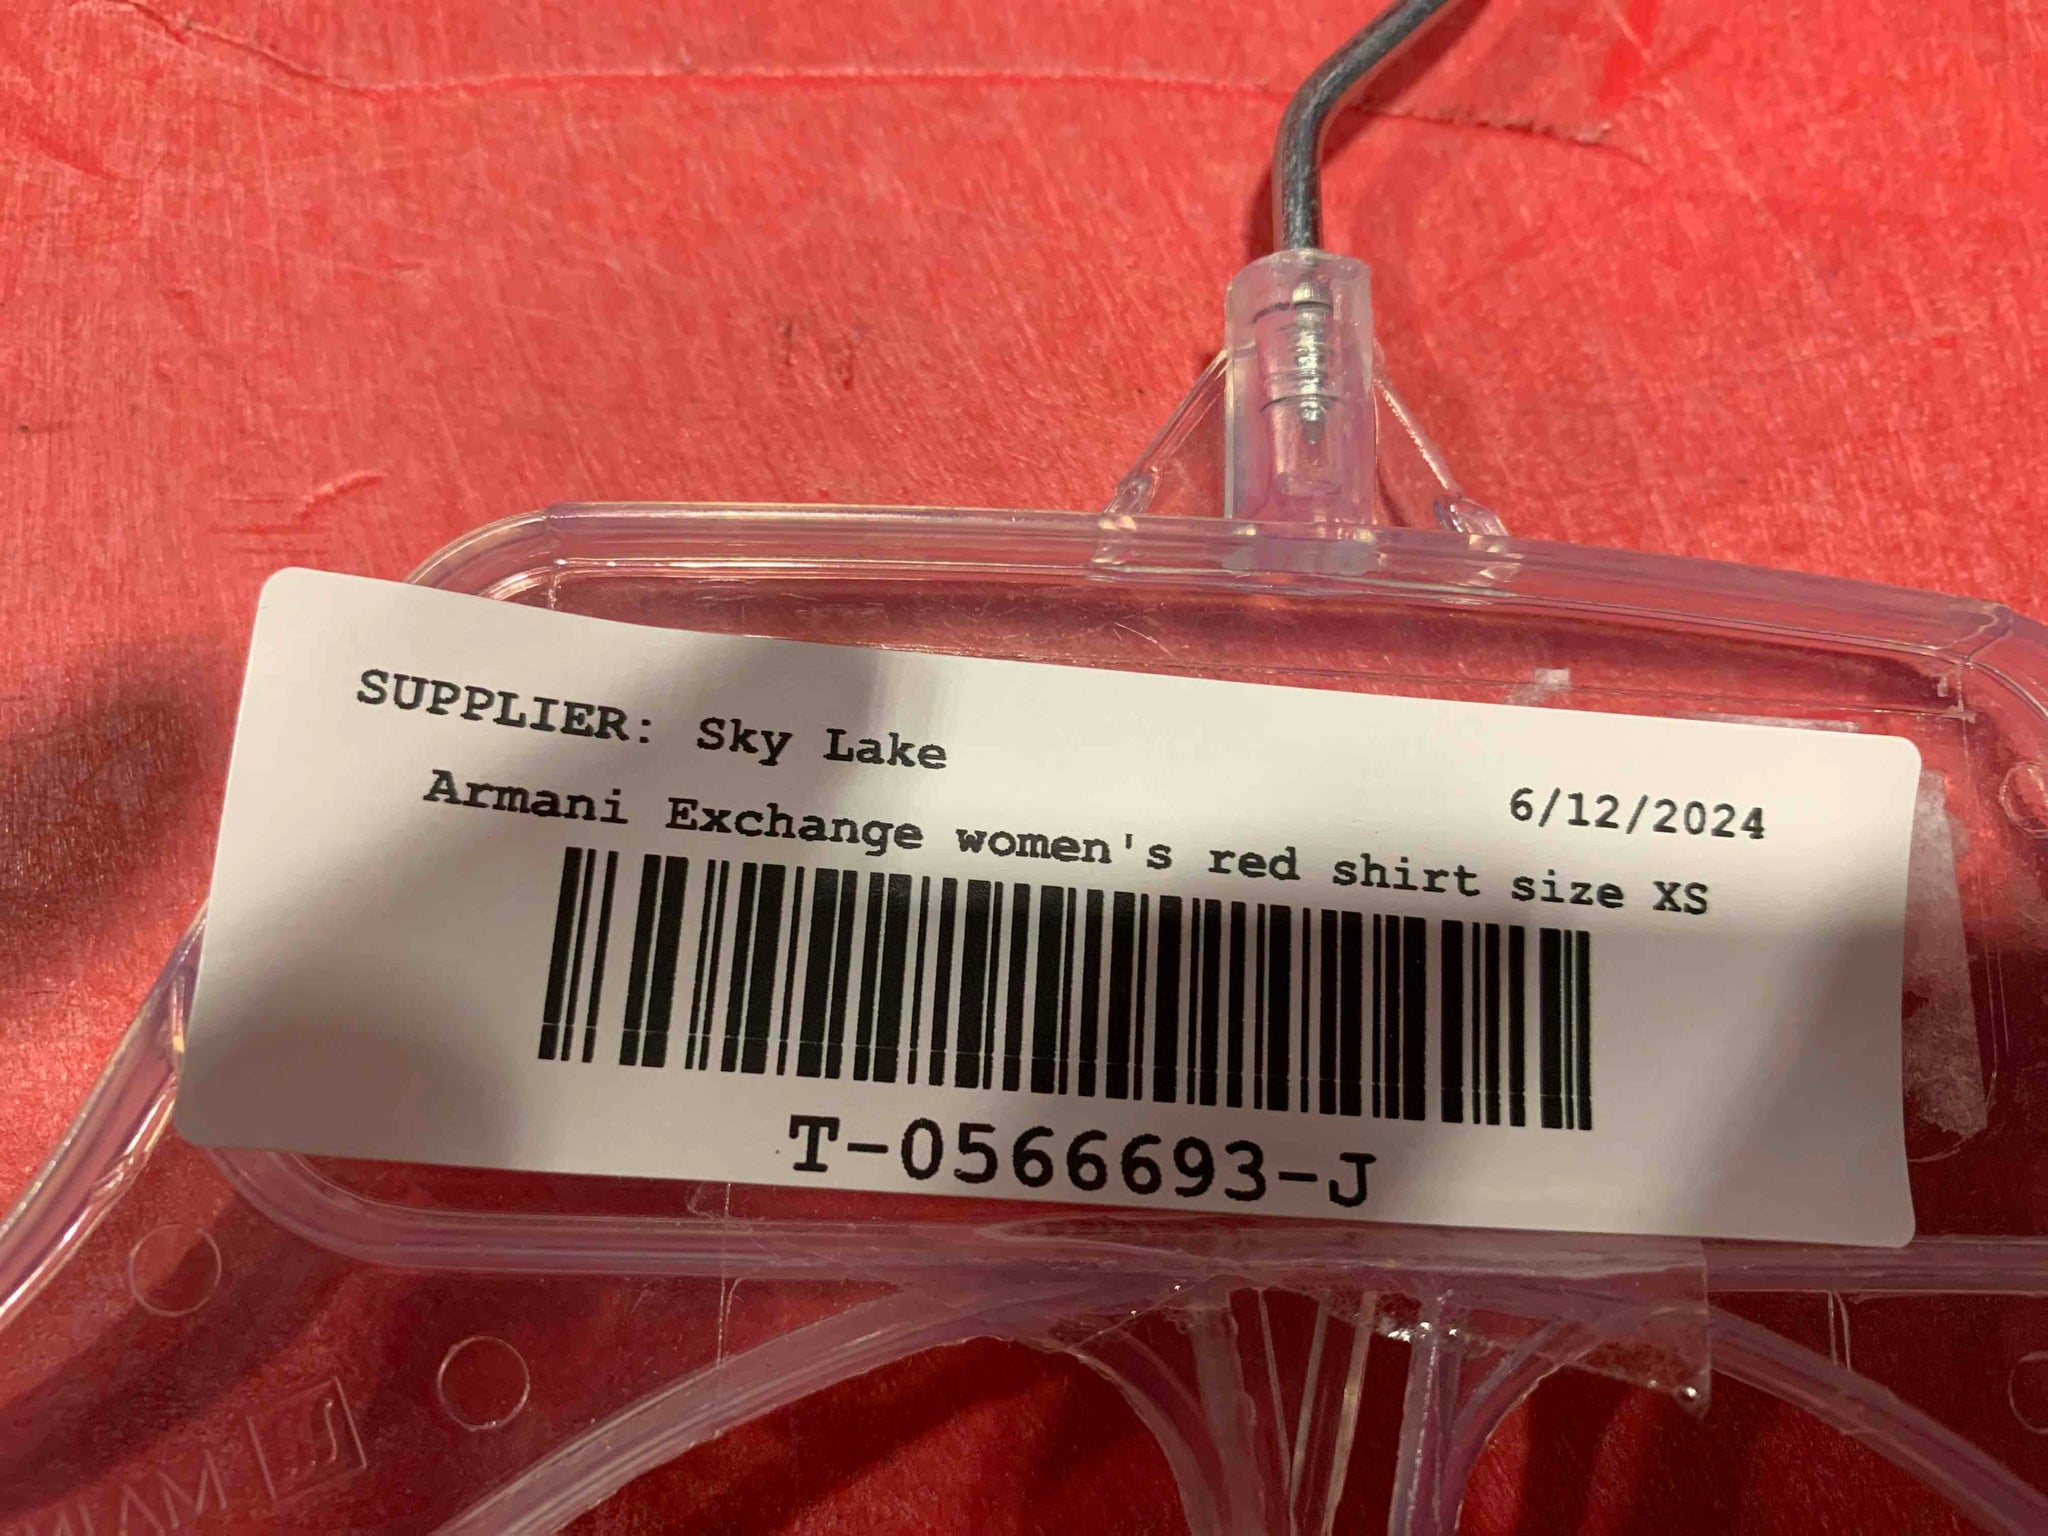 SUPPLIER: Sky Lake
6/12/2024
Armani Exchange women's red shirt size XS
T-0566693-J